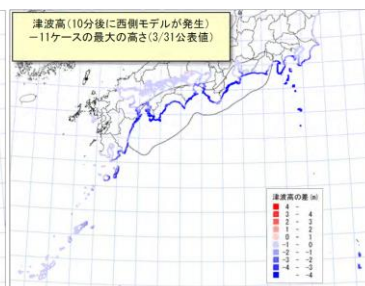 津波高(10分後に西側モデルが発生)
－11ケースの最大の高さ(3/31公表値)
津波高の差(m)
4 -
3 - 4
2 - 3
1 - 2
0 - 1
-1 - 0
-2 - -1
-3 - -2
-4 - -3
- -4